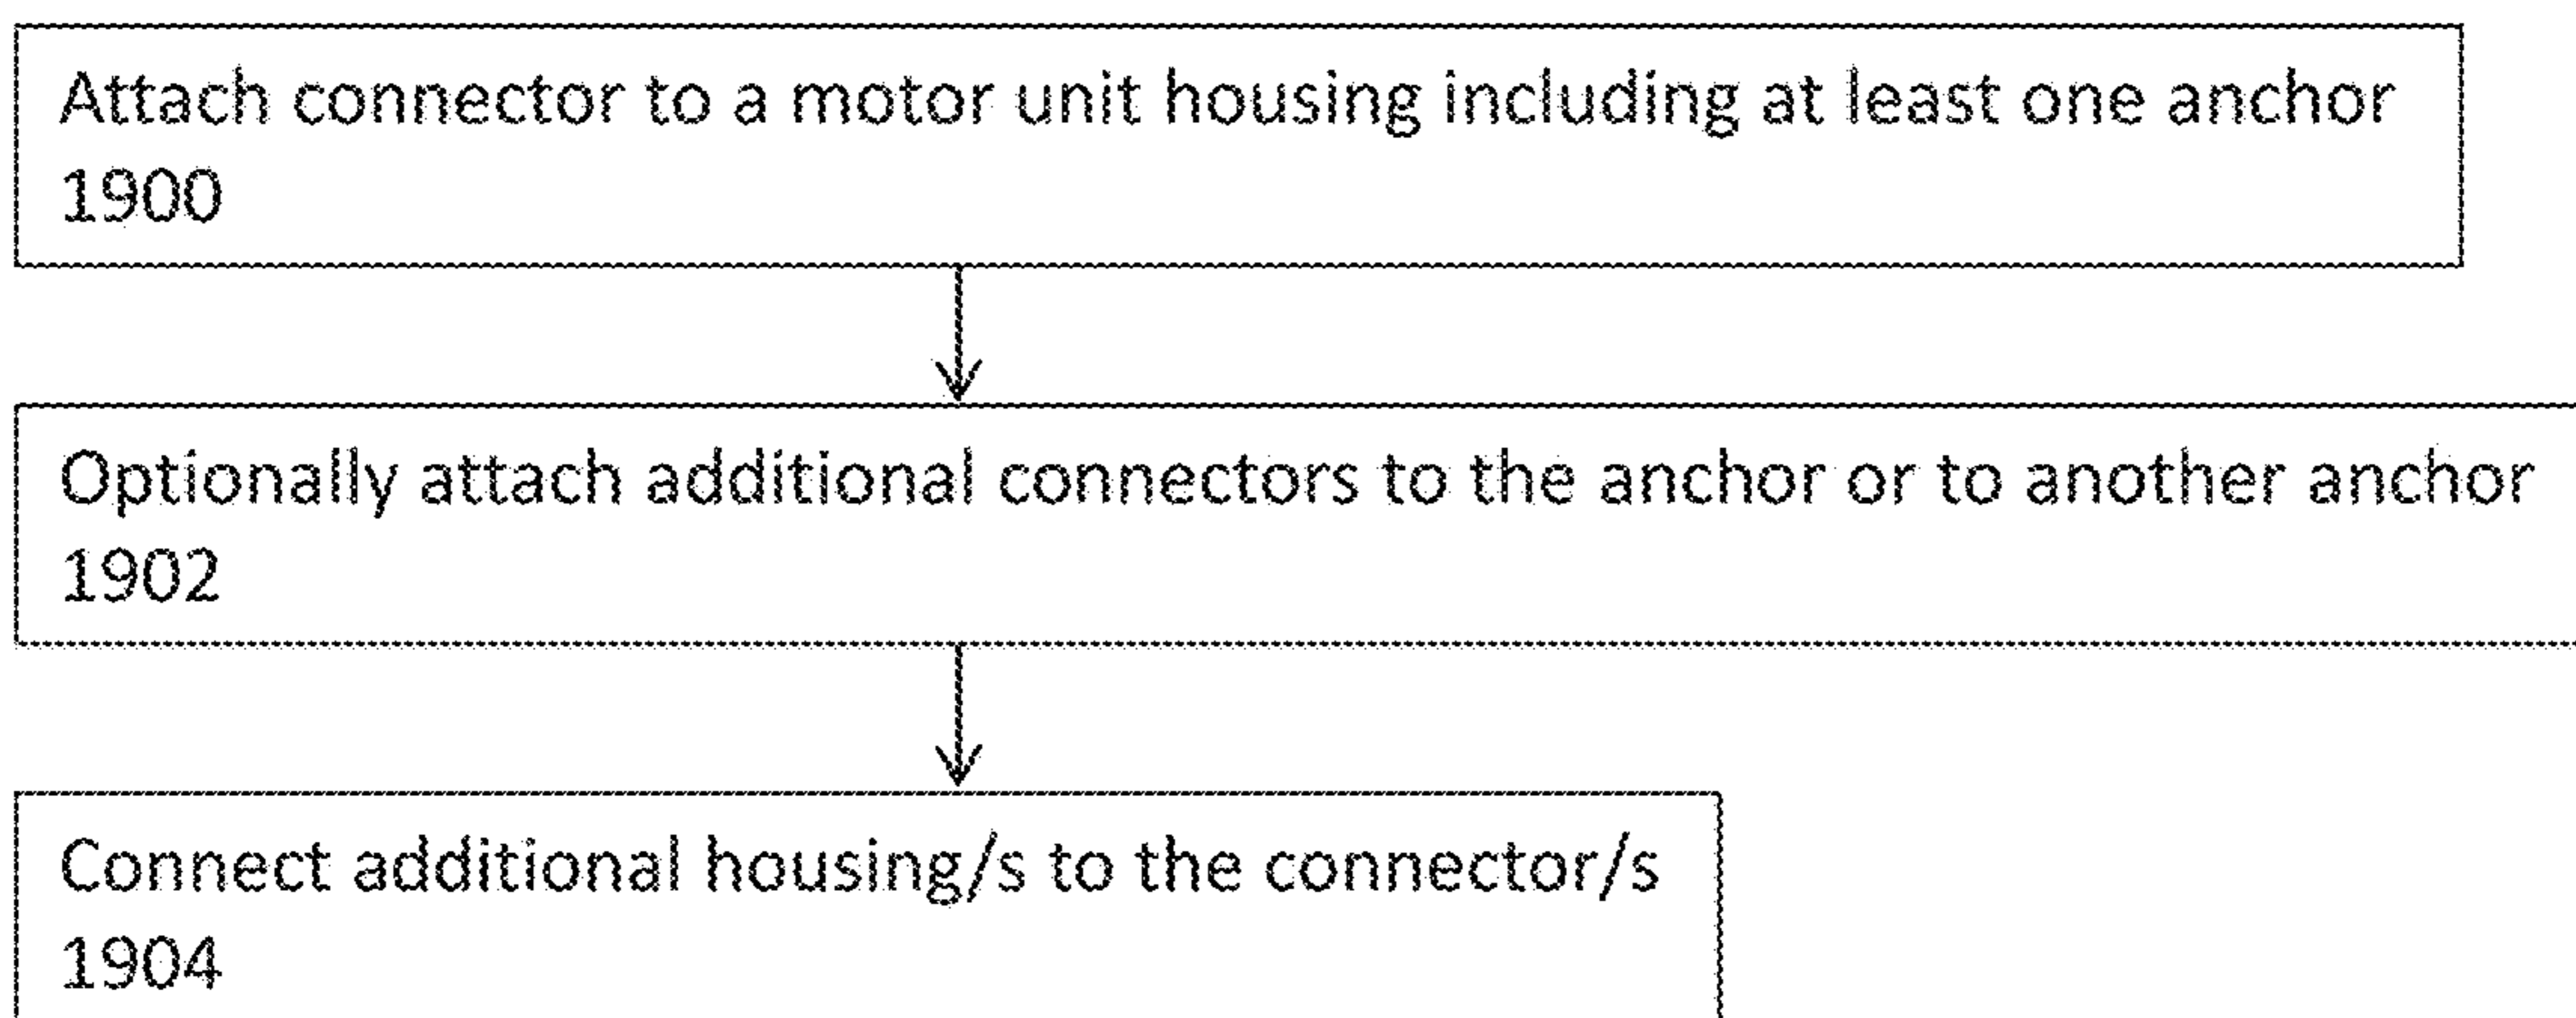 Attach connector to a motor unit housing including at least one anchor
1900
Optionally attach additional connectors to the anchor or to another anchor
1902
Connect additional housing/s to the connector/s
1904